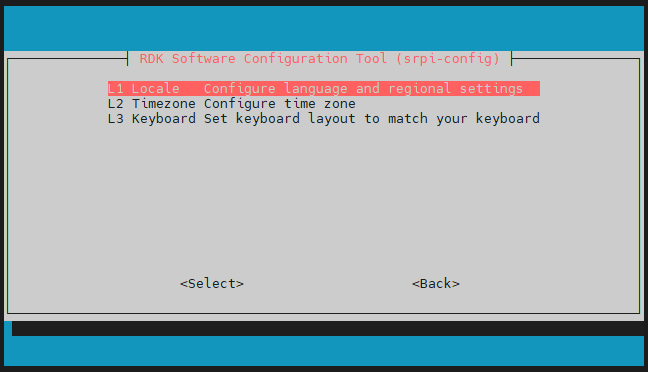 RDK Software Configuration Tool (srpi-config)
L1 Locale   Configure language and regional settings
L2 Timezone Configure time zone
L3 Keyboard Set keyboard layout to match your keyboard
<Select> <Back>